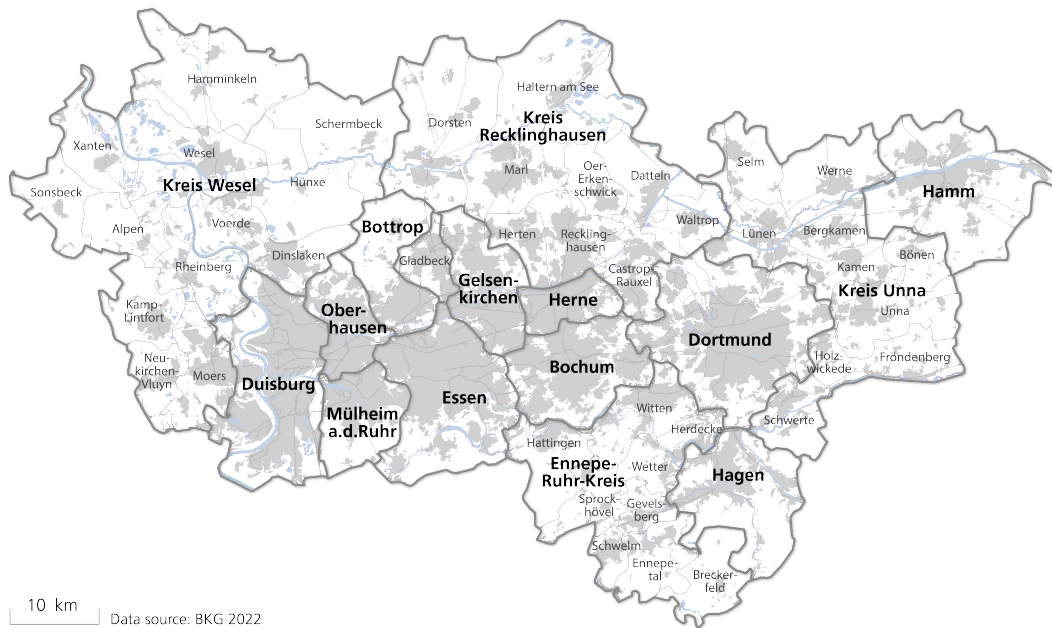 Hamminkeln
Haltern am See
Schermbeck
Dorsten
Kreis
Recklinghausen
Xanten
Wesel
Selm
Werne
Marl
Oer-
Erken-
schwick
Datteln
Hamm
Sonsbeck
Kreis Wesel
Hünxe
Alpen
Voerde
Bottrop
Waltrop
Herten
Reckling-
hausen
Lünen
Bergkamen
Dinslaken
Gladbeck
Bönen
Rheinberg
Kamen
Castrop-
Rauxel
Gelsen-
kirchen
Kreis Unna
Herne
Kamp-
Lintfort
Ober-
hausen
Unna
Dortmund
Neu-
kirchen-
Vluyn
Moers
Bochum
Holz-
wickede
Fröndenberg
Duisburg
Essen
Mülheim
a.d.Ruhr
Witten
Herdecke
Schwerte
Hattingen
Ennepe-
Ruhr-Kreis
Wetter
Hagen
Sprock-
hövel
Gevels-
berg
Schwelm
Ennepe-
tal
Brecker-
feld
10 km
Data source: BKG 2022